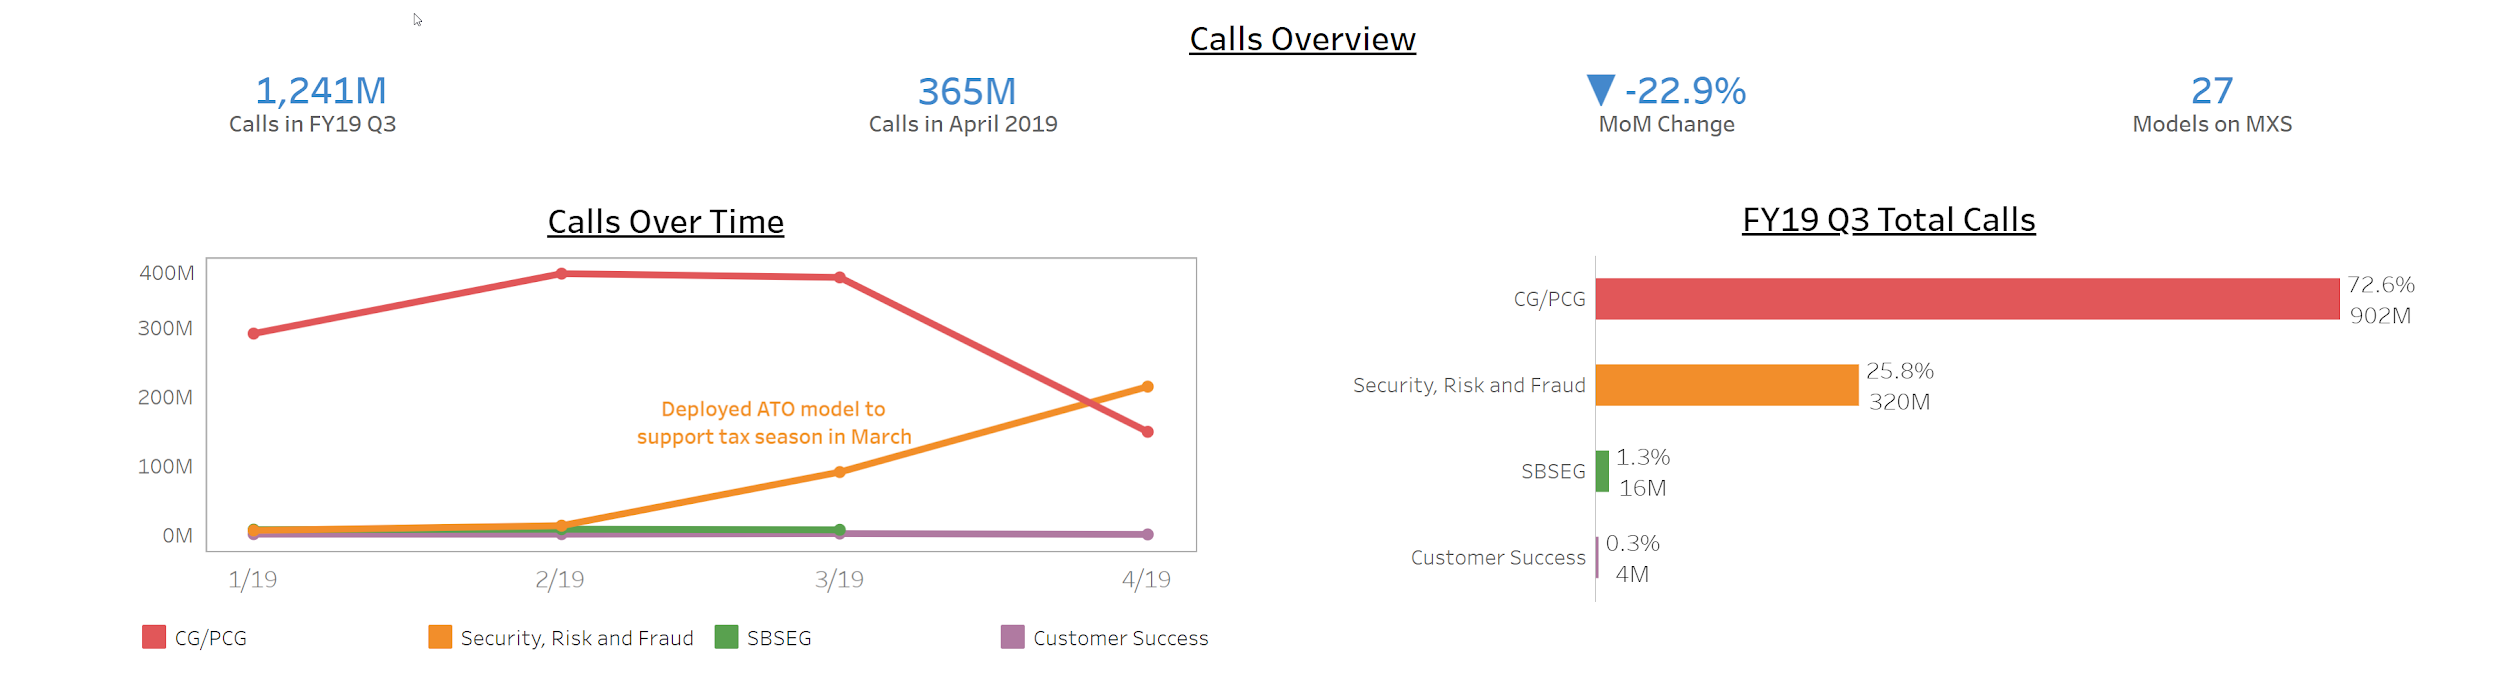 Calls Overview
1,241M
Calls in FY19 Q3
365M
Calls in April 2019
▼ -22.9%
MoM Change
27
Models on MXS
Calls Over Time
400M
300M
200M
100M
0M
Deployed ATO model to
support tax season in March
1/19
2/19
3/19
4/19
CG/PCG
Security, Risk and Fraud
SBSEG
Customer Success
FY19 Q3 Total Calls
CG/PCG
72.6%
902M
Security, Risk and Fraud
25.8%
320M
SBSEG
1.3%
16M
Customer Success
0.3%
4M